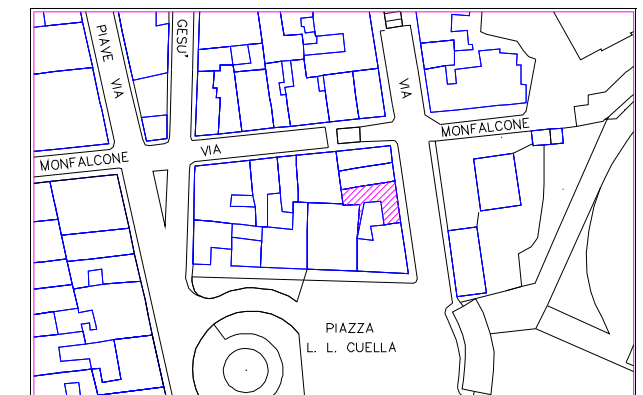 PIAVE VIA
GESU'
VIA
MONFALCONE
VIA
MONFALCONE
PIAZZA
L. L. CUELLA